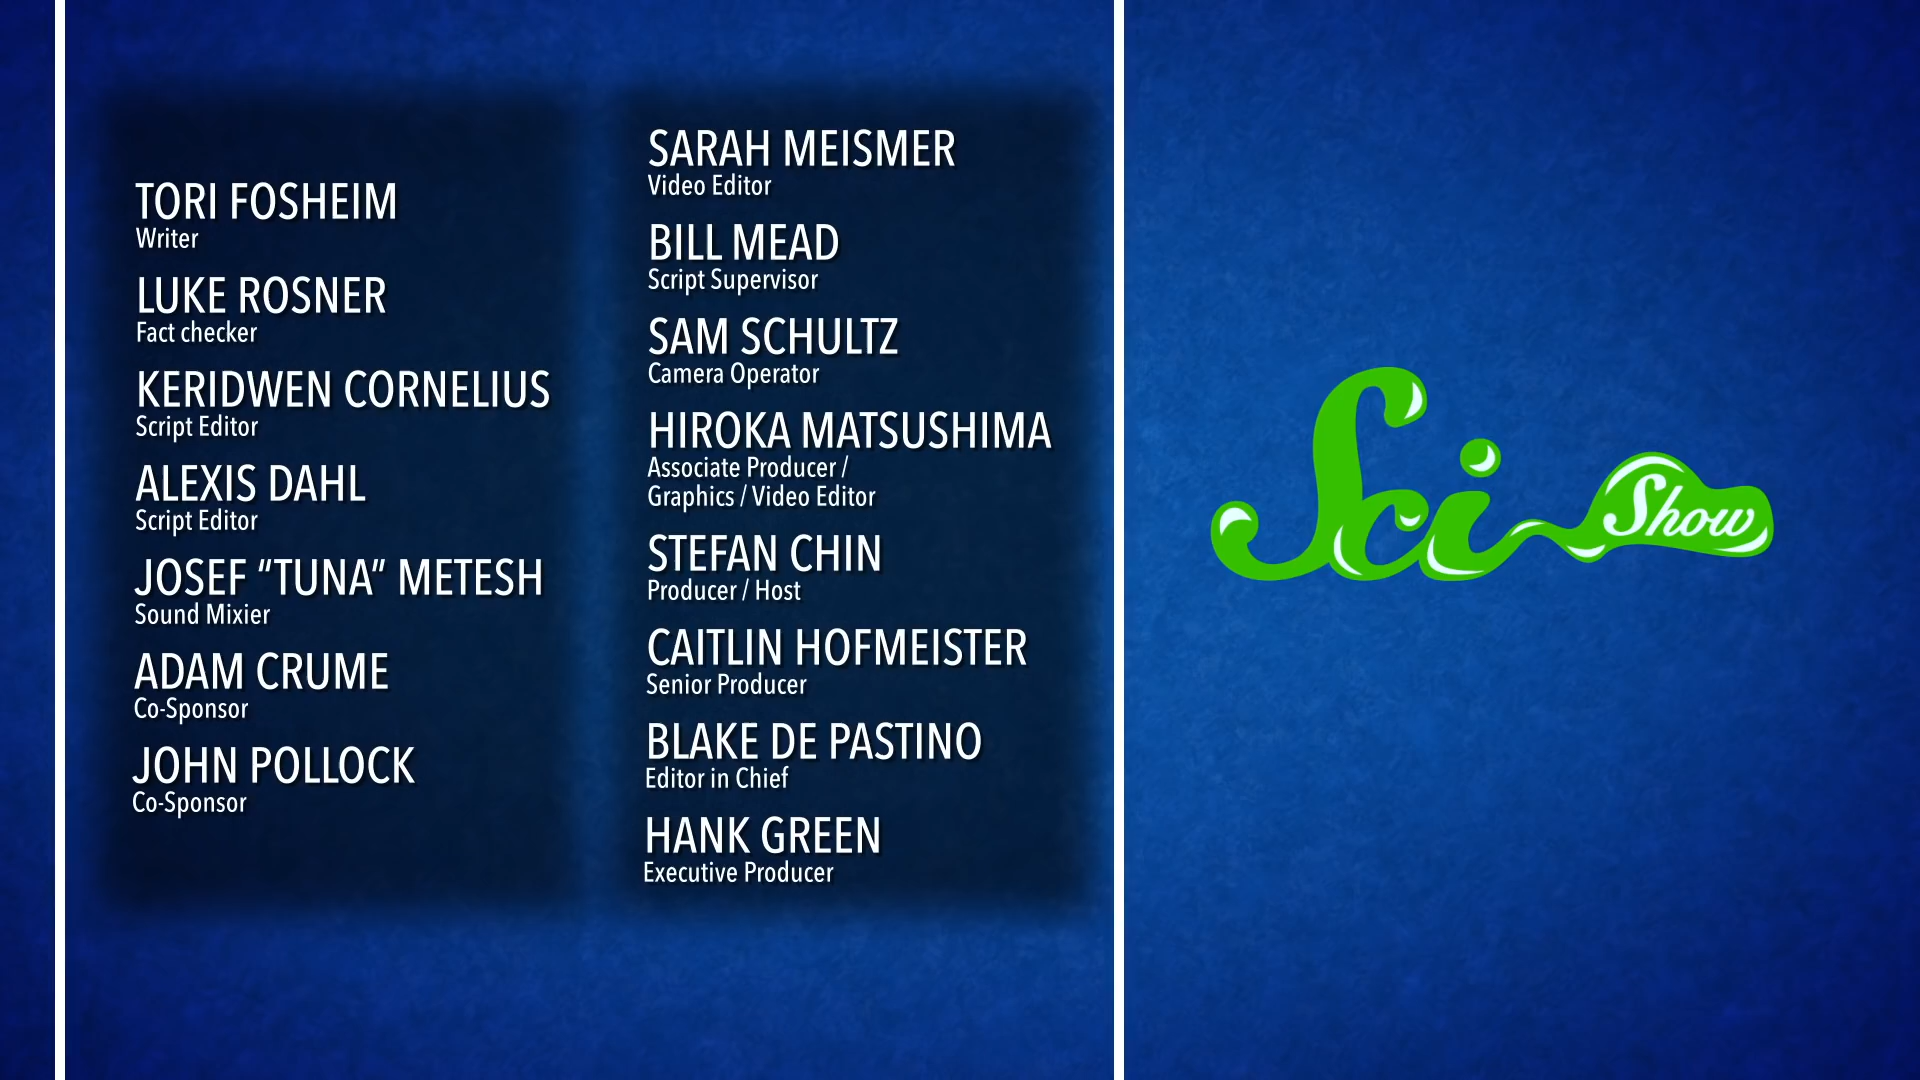 TORI FOSHEIM
Writer
LUKE ROSNER
Fact checker
KERIDWEN CORNELIUS
Script Editor
ALEXIS DAHL
Script Editor
JOSEF “TUNA” METESH
Sound Mixier
ADAM CRUME
Co-Sponsor
JOHN POLLOCK
Co-Sponsor
SARAH MEISMER
Video Editor
BILL MEAD
Script Supervisor
SAM SCHULTZ
Camera Operator
HIROKA MATSUSHIMA
Associate Producer /
Graphics / Video Editor
STEFAN CHIN
Producer / Host
CAITLIN HOFMEISTER
Senior Producer
BLAKE DE PASTINO
Editor in Chief
HANK GREEN
Executive Producer
Sci Show